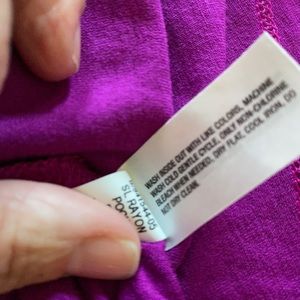 WASH INSIDE OUT WITH LIKE COLORS, MACHINE
WASH COLD GENTLE CYCLE, ONLY NON-CHLORINE
BLEACH WHEN NEEDED, DRY FLAT, COOL IRON, DO
NOT DRY CLEAN.
SL RAYON